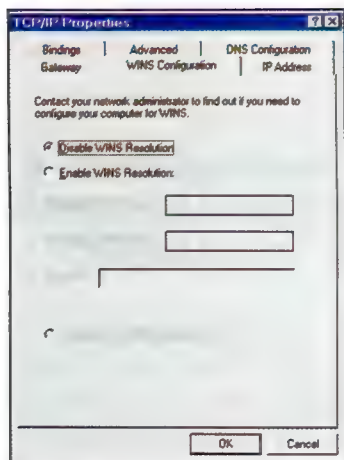 TCP/IP Properties
Bindings Advanced DNS Configuration
Gateway WINS Configuration IP Address
Contact your network administrator to find out if you need to
configure your computer for WINS.
Disable WINS Resolution
Enable WINS Resolution:
OK Cancel